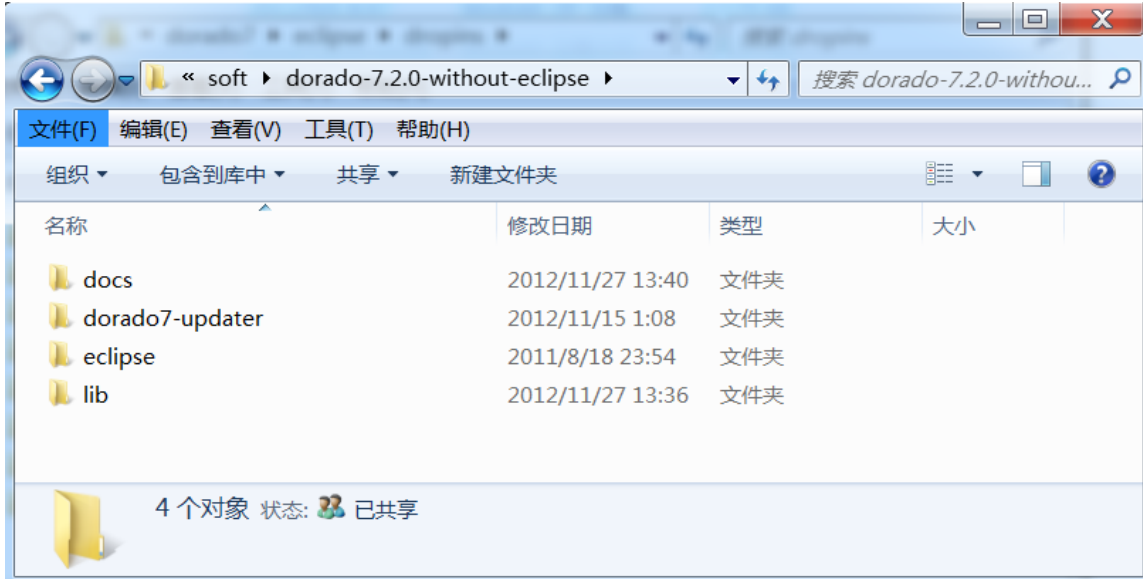 « soft ▸ dorado-7.2.0-without-eclipse ▸ 搜索 dorado-7.2.0-withou...
文件(F) 编辑(E) 查看(V) 工具(T) 帮助(H)
组织 包含到库中 共享 新建文件夹
名称 修改日期 类型 大小
docs 2012/11/27 13:40 文件夹
dorado7-updater 2012/11/15 1:08 文件夹
eclipse 2011/8/18 23:54 文件夹
lib 2012/11/27 13:36 文件夹
4 个对象 状态: 已共享